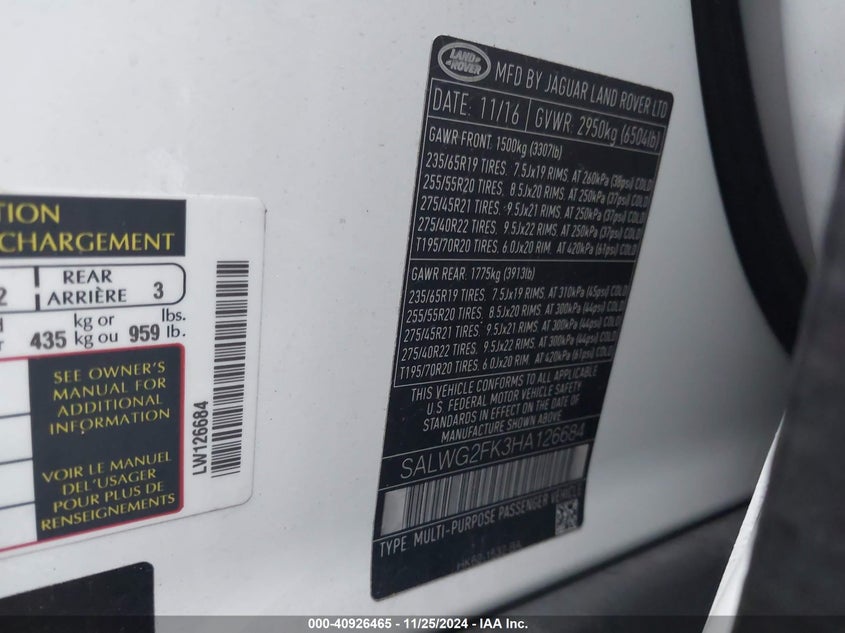 TION
CHARGEMENT
2 REAR ARRIÈRE 3
435 kg or kg ou 959 lbs. lb.
SEE OWNER'S
MANUAL FOR
ADDITIONAL
INFORMATION
VOIR LE MANUEL
DEL'USAGER
POUR PLUS DE
RENSEIGNEMENTS
LW126684
LAND ROVER
MFD BY JAGUAR LAND ROVER LTD
DATE: 11/16 GVWR: 2950kg (6504lb)
GAWR FRONT: 1500kg (3307lb)
235/65R19 TIRES. 7.5Jx19 RIMS. AT 260kPa (38psi) COLD
255/55R20 TIRES. 8.5Jx20 RIMS. AT 250kPa (37psi) COLD
275/45R21 TIRES. 9.5Jx21 RIMS. AT 250kPa (37psi) COLD
275/40R22 TIRES. 9.5Jx22 RIMS. AT 250kPa (37psi) COLD
T195/70R20 TIRES. 6.0Jx20 RIM. AT 420kPa (61psi) COLD
GAWR REAR. 1775kg (3913lb)
235/65R19 TIRES. 7.5Jx19 RIMS. AT 310kPa (45psi) COLD
255/55R20 TIRES. 8.5Jx20 RIMS. AT 300kPa (44psi) COLD
275/45R21 TIRES. 9.5Jx21 RIMS. AT 300kPa (44psi) COLD
275/40R22 TIRES. 9.5Jx22 RIMS. AT 300kPa (44psi) COLD
T195/70R20 TIRES. 6.0Jx20 RIM. AT 420kPa (61psi) COLD
THIS VEHICLE CONFORMS TO ALL APPLICABLE
U.S. FEDERAL MOTOR VEHICLE SAFETY
STANDARDS IN EFFECT ON THE DATE OF
MANUFACTURE SHOWN ABOVE
SALWG2FK3HA126684
TYPE: MULTI-PURPOSE PASSENGER VEHICLE
000-40926465 - 11/25/2024 - IAA Inc.